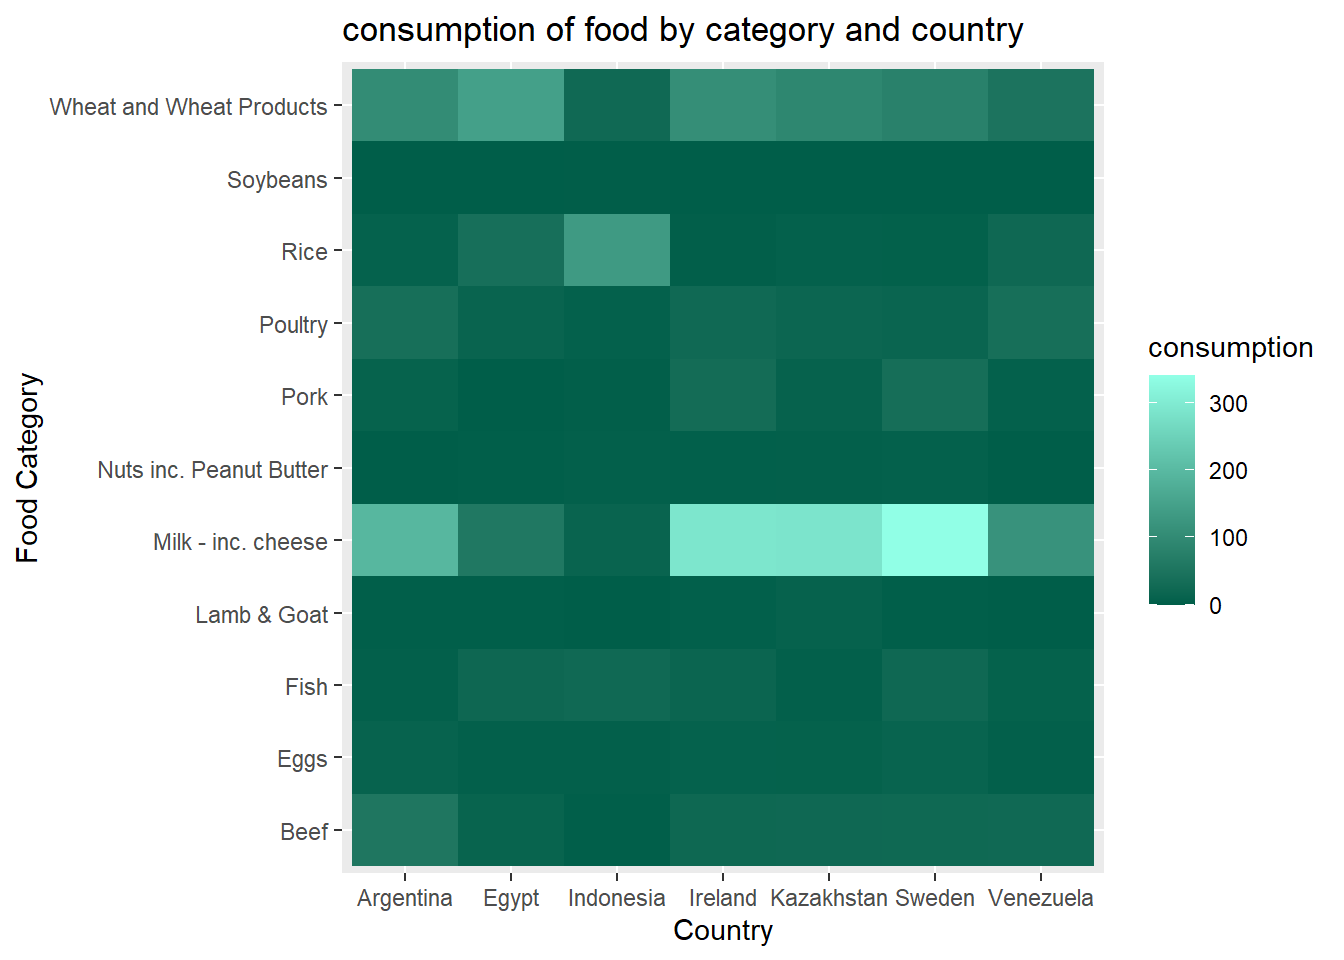 consumption of food by category and country
Food Category
Wheat and Wheat Products
Soybeans
Rice
Poultry
Pork
Nuts inc. Peanut Butter
Milk - inc. cheese
Lamb & Goat
Fish
Eggs
Beef
Argentina Egypt Indonesia Ireland Kazakhstan Sweden Venezuela
Country
consumption
300
200
100
0